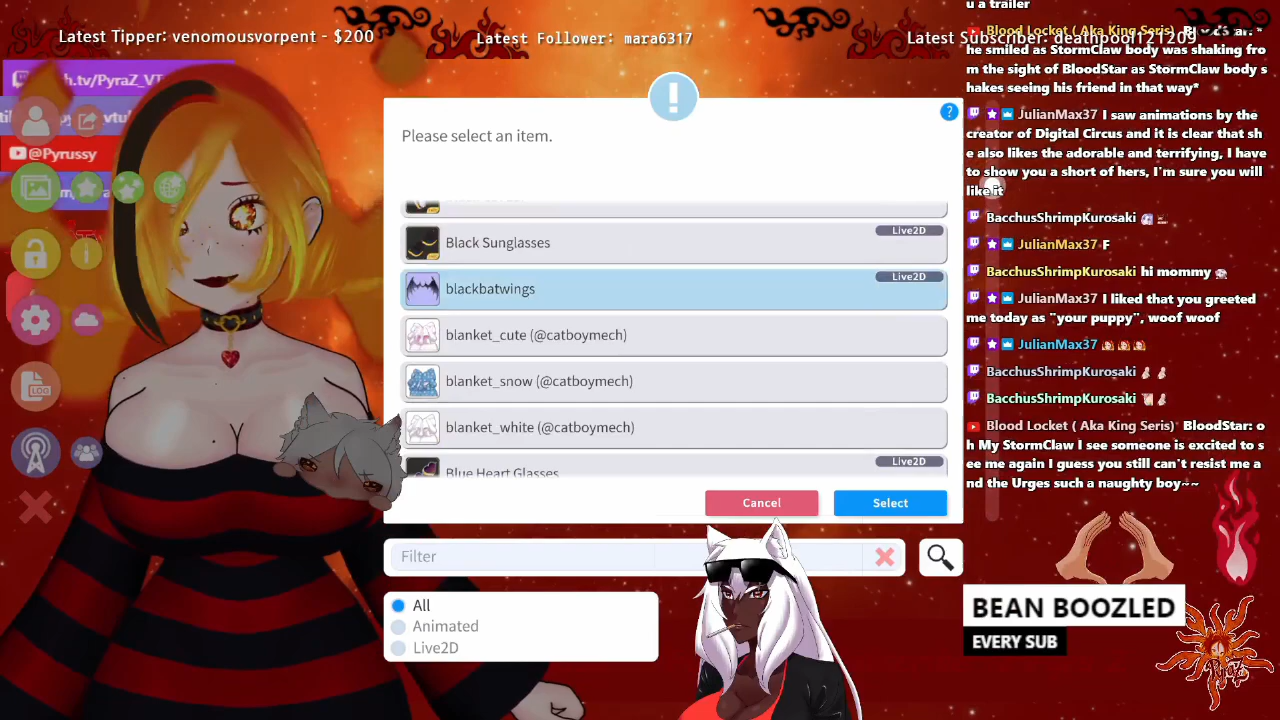 Latest Tipper: venomousvorpent - $200
Latest Follower: mara6317
Latest Subscriber: deathpool121209
h.tv/PyraZ_VT
@Pyrussy
LOG
Please select an item.
?
Live2D
Black Sunglasses
Live2D
blackbatwings
blanket_cute (@catboymech)
blanket_snow (@catboymech)
blanket_white (@catboymech)
Live2D
Blue Heart Glasses
Cancel
Select
Filter
All
Animated
Live2D
u a trailer
Blood Locket ( Aka King Seris)
he smiled as StormClaw body was shaking fro
m the sight of BloodStar as StormClaw body s
hakes seeing his friend in that way*
JulianMax37 I saw animations by the
creator of Digital Circus and it is clear that sh
e also likes the adorable and terrifying, I have
to show you a short of hers, I'm sure you will
like it
BacchusShrimpKurosaki
JulianMax37 F
BacchusShrimpKurosaki hi mommy
JulianMax37 I liked that you greeted
me today as "your puppy", woof woof
JulianMax37
BacchusShrimpKurosaki
BacchusShrimpKurosaki
Blood Locket ( Aka King Seris) BloodStar: o
h My StormClaw I see someone is excited to s
ee me again I guess you still can't resist me a
nd the Urges such a naughty boy~~
BEAN BOOZLED
EVERY SUB